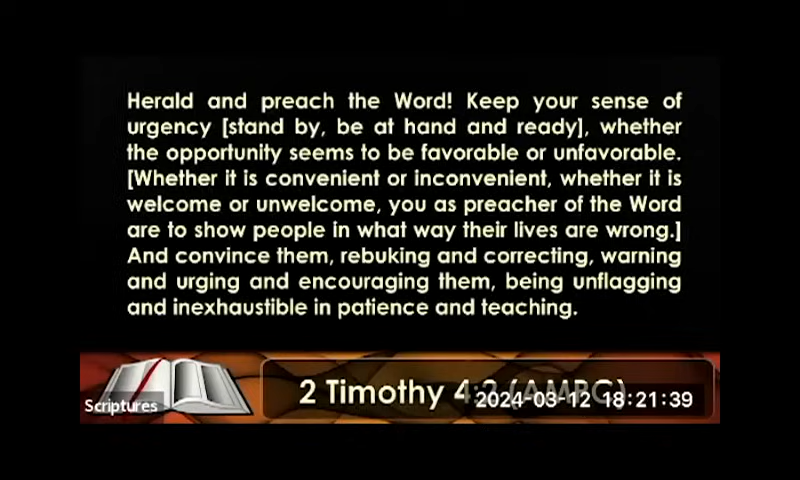 Herald and preach the Word! Keep your sense of
urgency [stand by, be at hand and ready], whether
the opportunity seems to be favorable or unfavorable.
[Whether it is convenient or inconvenient, whether it is
welcome or unwelcome, you as preacher of the Word
are to show people in what way their lives are wrong.]
And convince them, rebuking and correcting, warning
and urging and encouraging them, being unflagging
and inexhaustible in patience and teaching.
2 Timothy 4:2 (AMPC)
Scriptures
2024-03-12 18:21:39